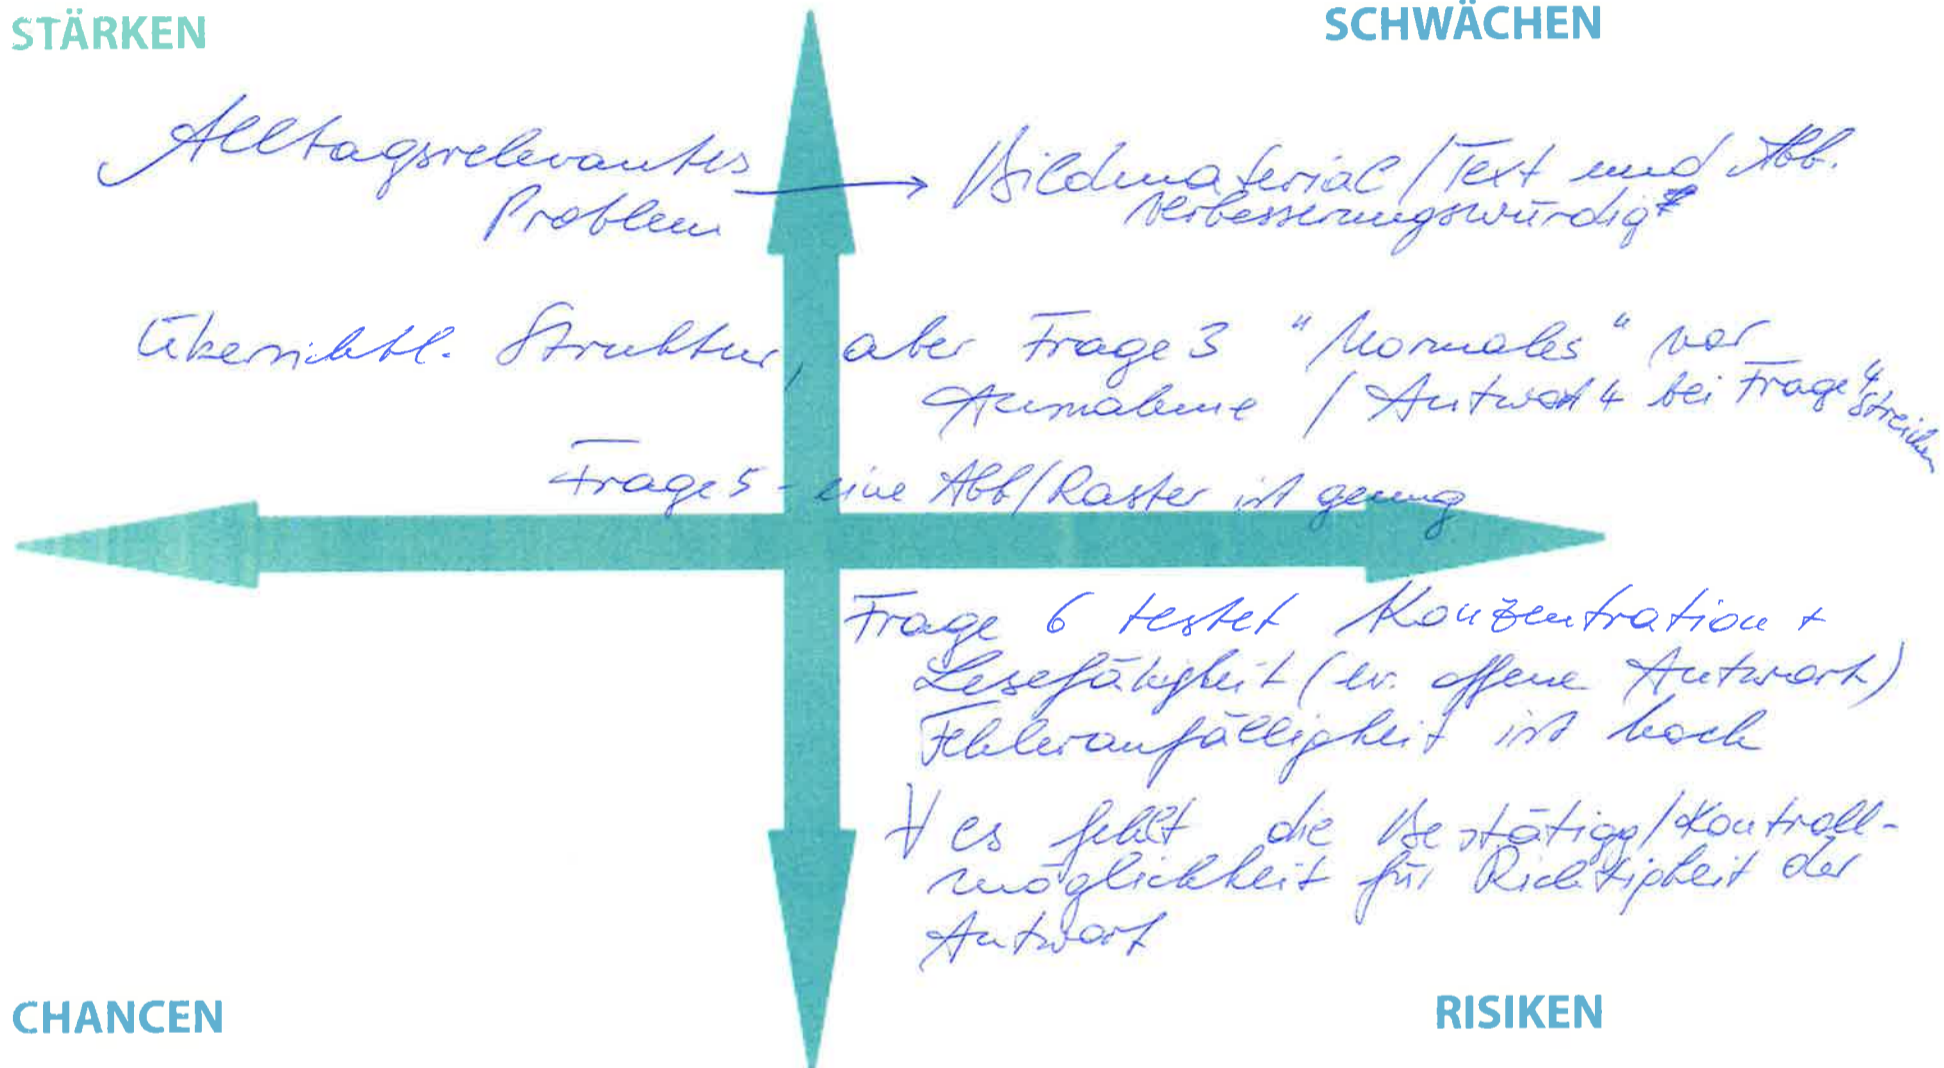 STÄRKEN
SCHWÄCHEN
Alltagsrelevantes
Problem
Bildmaterial / Text und Abb.
verbesserungswürdig
Übersichtl. Struktur, aber Frage 3 "Normales" vor
Ausnahme / Antwort 4 bei Frage 4 streichen
Frage 5 - eine Abb/Raster ist genug
Frage 6 testet Konzentration +
Lesefähigkeit (ev. offene Antwort)
Fehleranfälligkeit ist hoch
es fehlt die Bestätigg/Kontroll-
möglichkeit für Richtigkeit der
Antwort
CHANCEN
RISIKEN